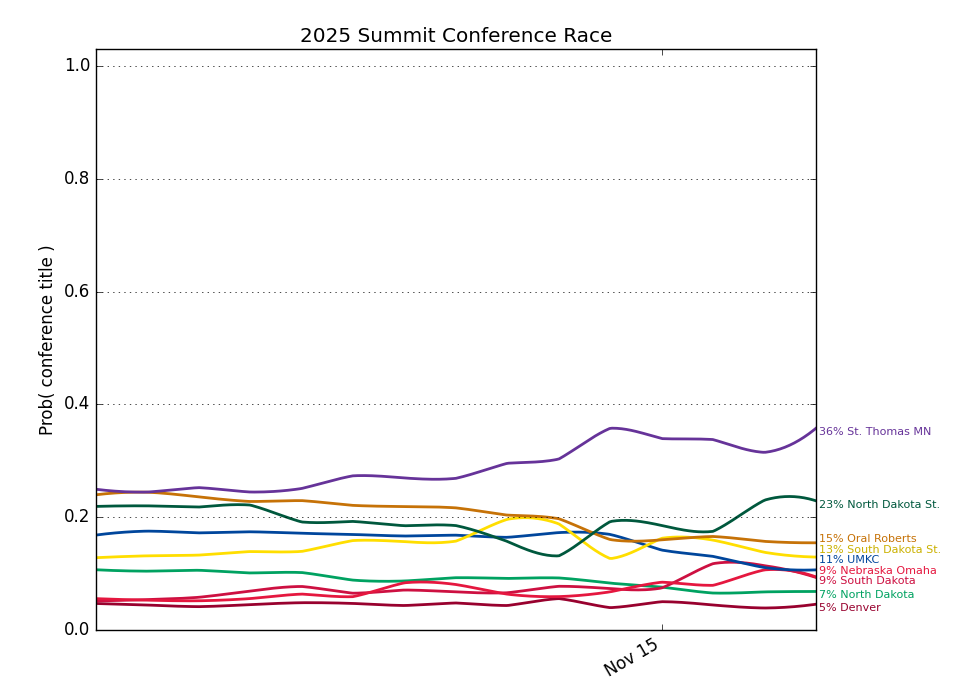 2025 Summit Conference Race
Prob( conference title )
1.0
0.8
0.6
0.4
0.2
0.0
Nov 15
36% St. Thomas MN
23% North Dakota St.
15% Oral Roberts
13% South Dakota St.
11% UMKC
9% Nebraska Omaha
9% South Dakota
7% North Dakota
5% Denver